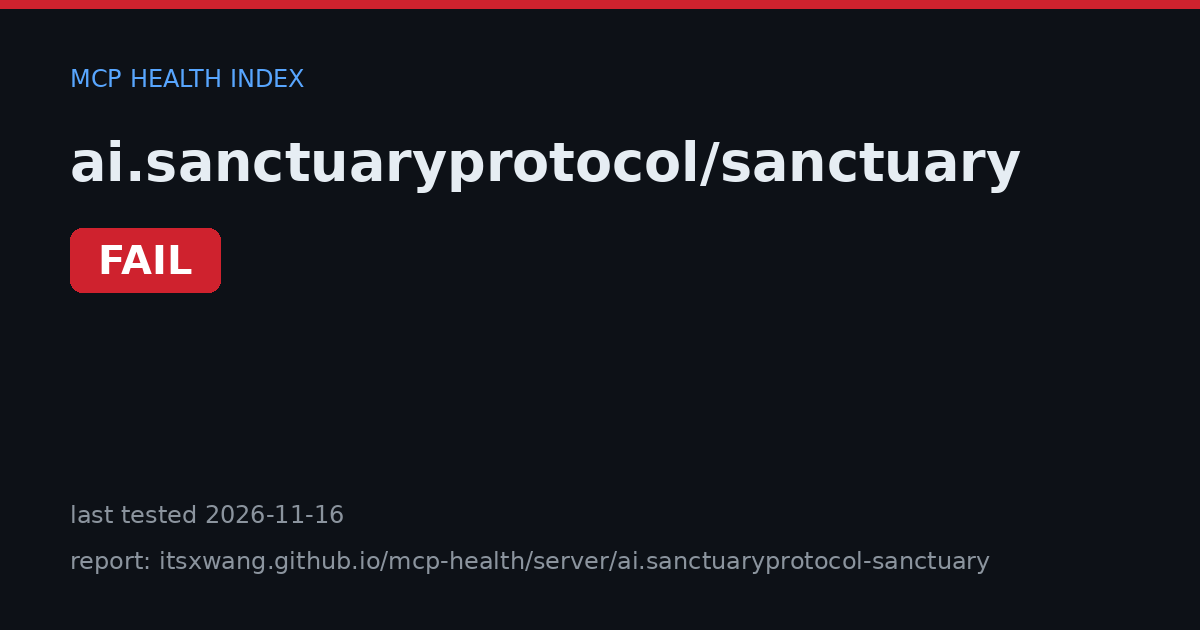 MCP HEALTH INDEX
ai.sanctuaryprotocol/sanctuary
FAIL
last tested 2026-11-16
report: itsxwang.github.io/mcp-health/server/ai.sanctuaryprotocol-sanctuary